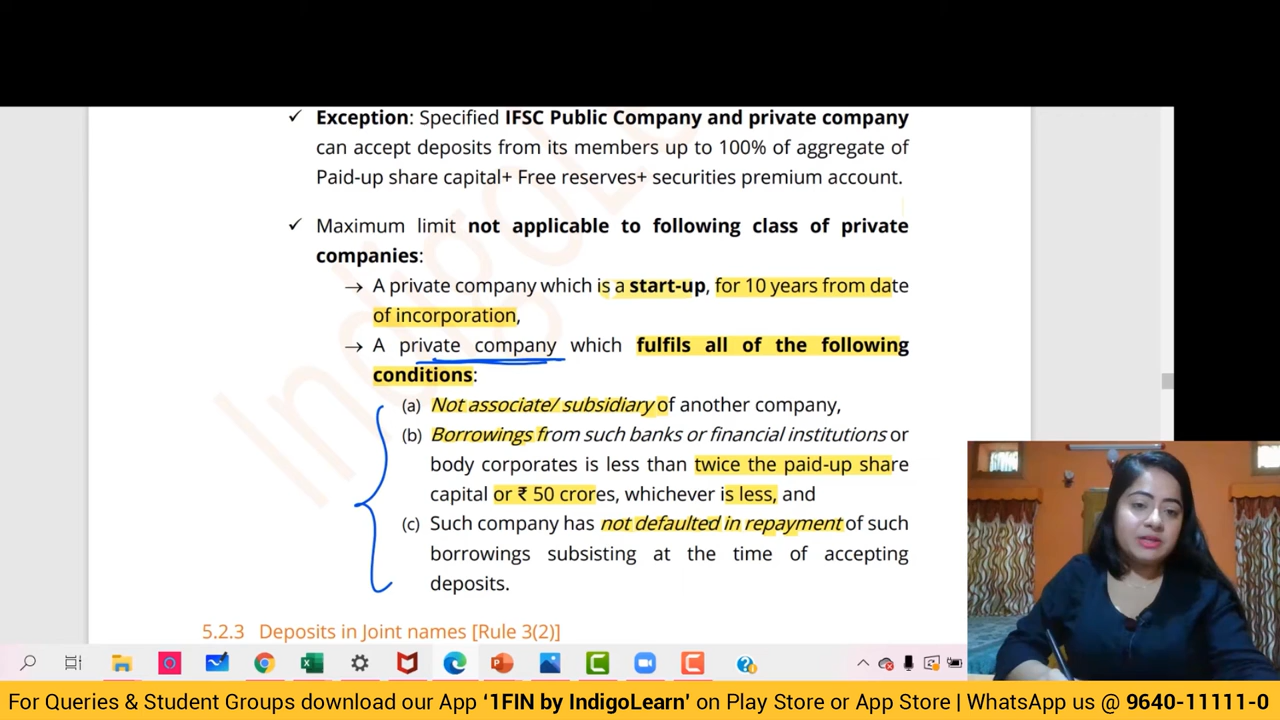 ✓ Exception: Specified IFSC Public Company and private company
can accept deposits from its members up to 100% of aggregate of
Paid-up share capital+ Free reserves+ securities premium account.
✓ Maximum limit not applicable to following class of private
companies:
→ A private company which is a start-up, for 10 years from date
of incorporation,
→ A private company which fulfils all of the following
conditions:
(a) Not associate/ subsidiary of another company,
(b) Borrowings from such banks or financial institutions or
body corporates is less than twice the paid-up share
capital or ₹ 50 crores, whichever is less, and
(c) Such company has not defaulted in repayment of such
borrowings subsisting at the time of accepting
deposits.
5.2.3 Deposits in Joint names [Rule 3(2)]
For Queries & Student Groups download our App ‘1FIN by IndigoLearn’ on Play Store or App Store | WhatsApp us @ 9640-11111-0